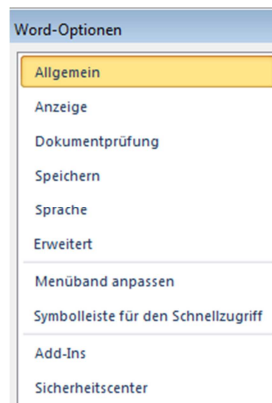 Word-Optionen
Allgemein
Anzeige
Dokumentprüfung
Speichern
Sprache
Erweitert
Menüband anpassen
Symbolleiste für den Schnellzugriff
Add-Ins
Sicherheitscenter